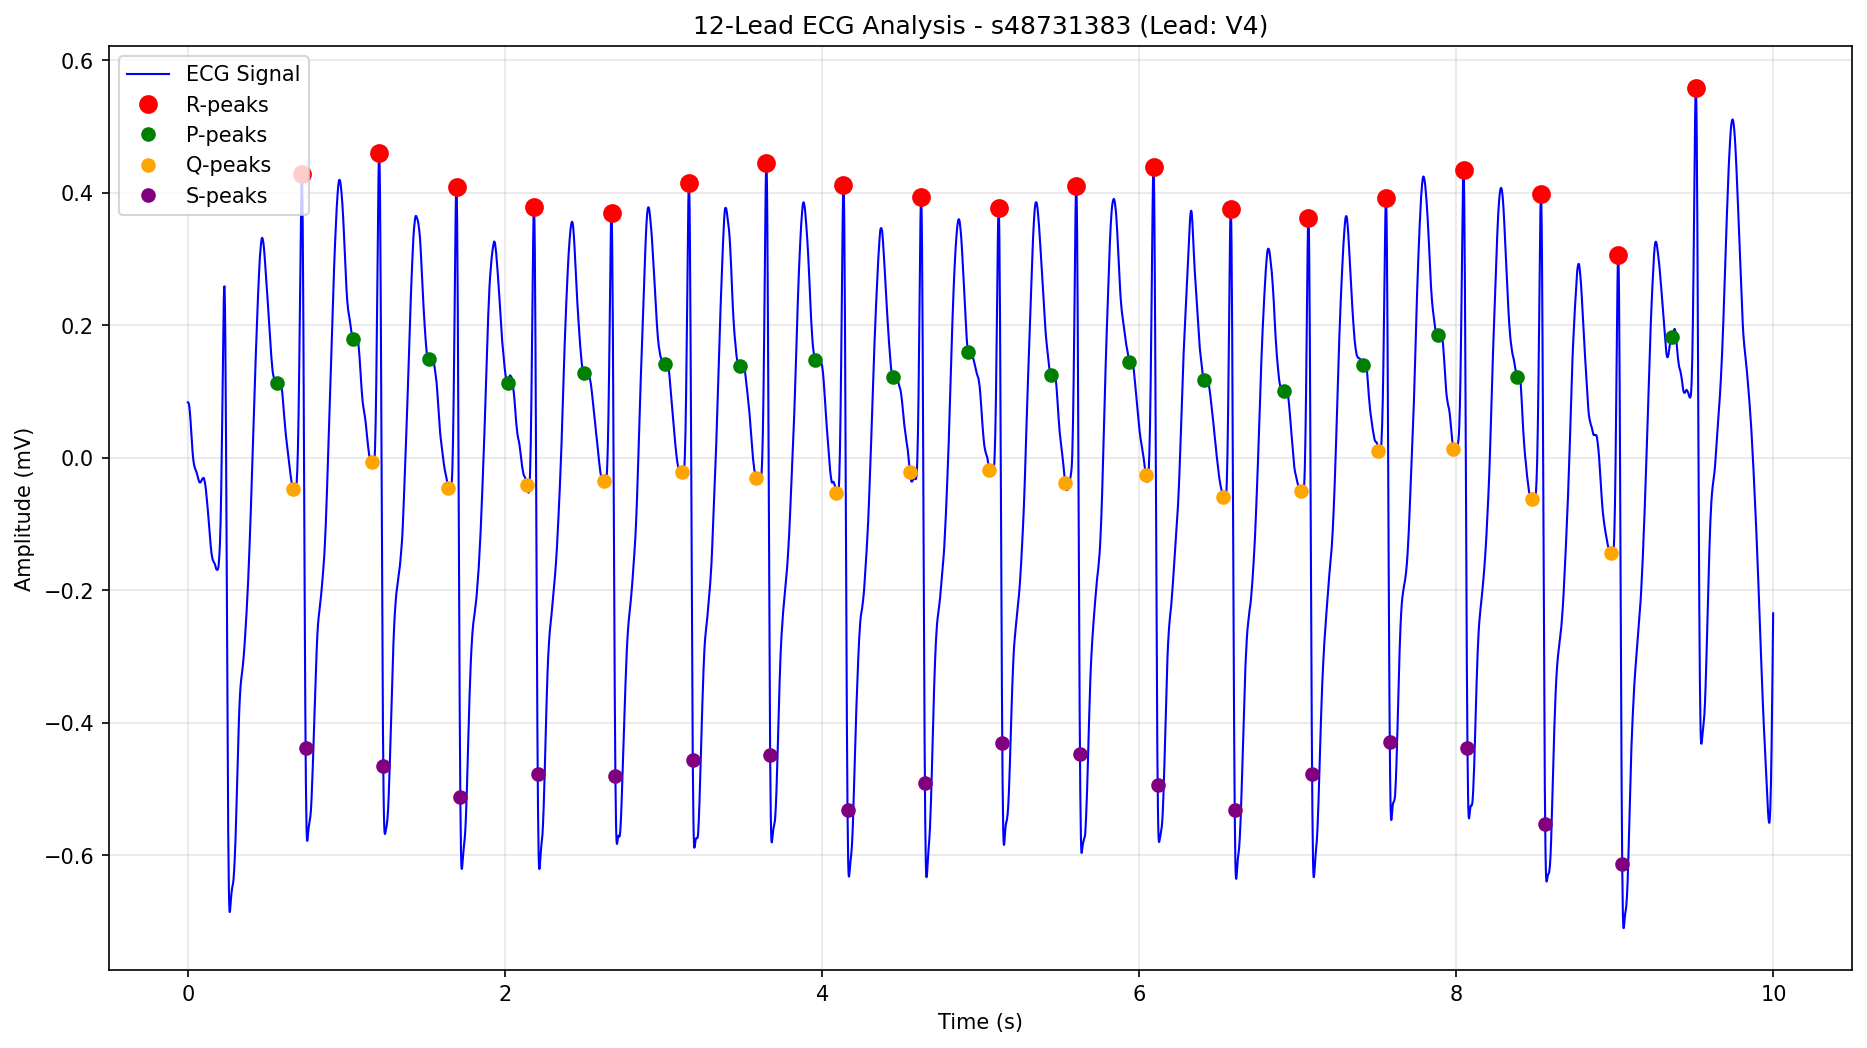 12-Lead ECG Analysis - s48731383 (Lead: V4)
ECG Signal
R-peaks
P-peaks
Q-peaks
S-peaks
0.6
0.4
0.2
0.0
−0.2
−0.4
−0.6
Amplitude (mV)
0 2 4 6 8 10
Time (s)